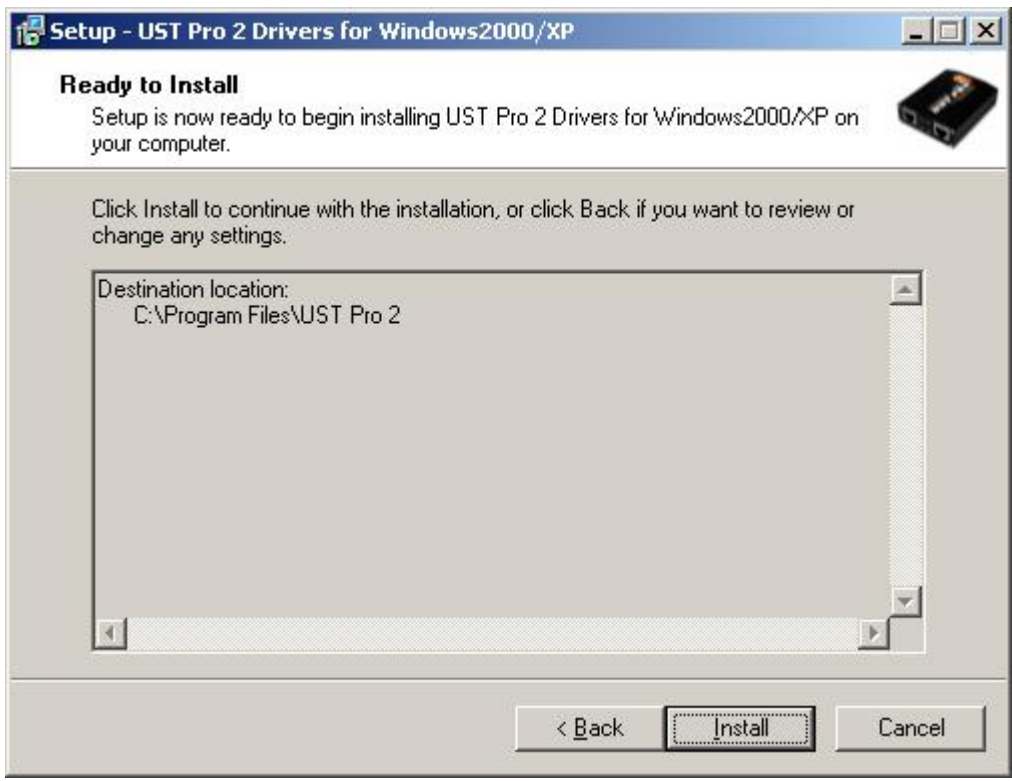 Setup - UST Pro 2 Drivers for Windows2000/XP
Ready to Install
Setup is now ready to begin installing UST Pro 2 Drivers for Windows2000/XP on
your computer.
Click Install to continue with the installation, or click Back if you want to review or
change any settings.
Destination location:
C:\Program Files\UST Pro 2
< Back
Install
Cancel